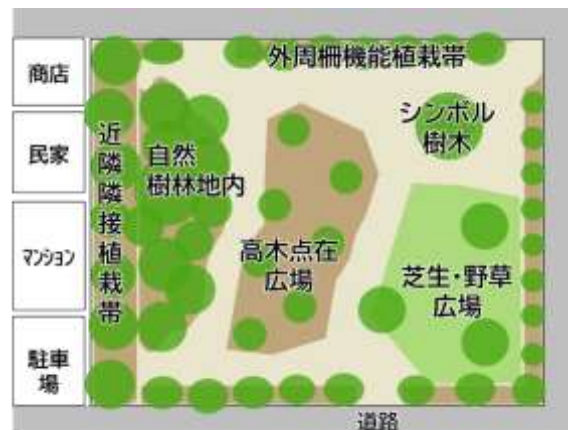 外周柵機能植栽帯
商店
シンボル
樹木
民家
近隣隣接植栽帯
自然
樹林地内
マンション
高木点在
広場
芝生・野草
広場
駐車
場
道路